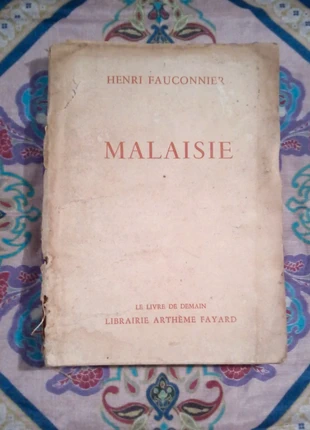 HENRI FAUCONNIER
MALAISIE
LE LIVRE DE DEMAIN
LIBRAIRIE ARTHÈME FAYARD